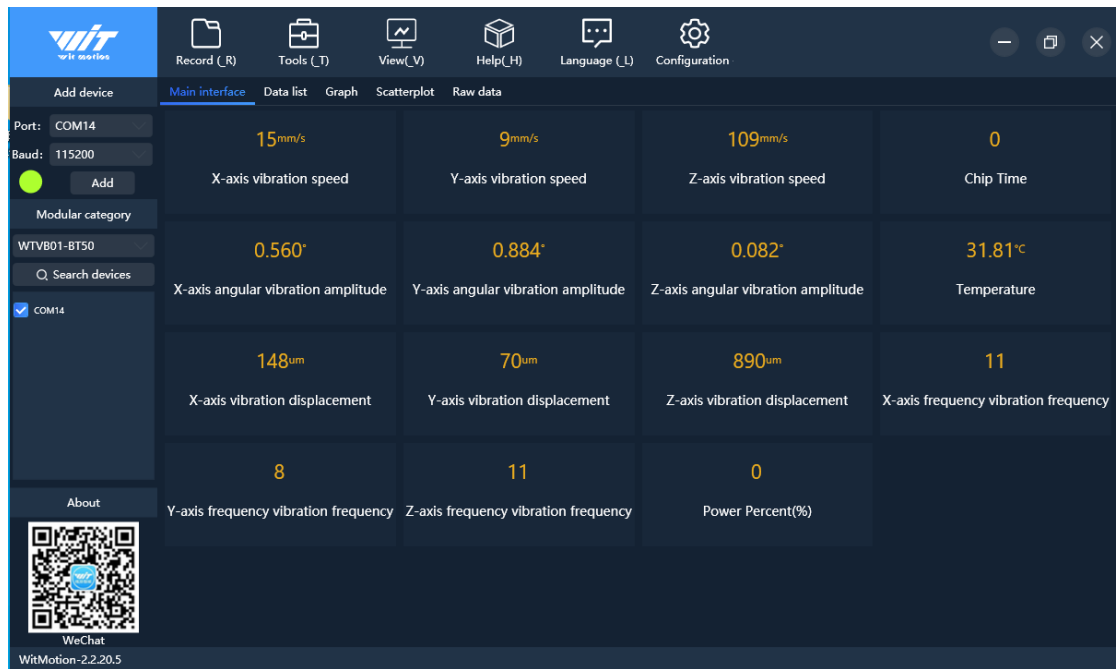 WiT
wit motion
Record (_R)
Tools (_T)
View(_V)
Help(_H)
Language (_L)
Configuration
Add device
Main interface
Data list
Graph
Scatterplot
Raw data
Port: COM14
Baud: 115200
Add
Modular category
WTVB01-BT50
Search devices
COM14
15mm/s
X-axis vibration speed
9mm/s
Y-axis vibration speed
109mm/s
Z-axis vibration speed
0
Chip Time
0.560°
X-axis angular vibration amplitude
0.884°
Y-axis angular vibration amplitude
0.082°
Z-axis angular vibration amplitude
31.81°C
Temperature
148um
X-axis vibration displacement
70um
Y-axis vibration displacement
890um
Z-axis vibration displacement
11
X-axis frequency vibration frequency
8
Y-axis frequency vibration frequency
11
Z-axis frequency vibration frequency
0
Power Percent(%)
About
WeChat
WitMotion-2.2.20.5